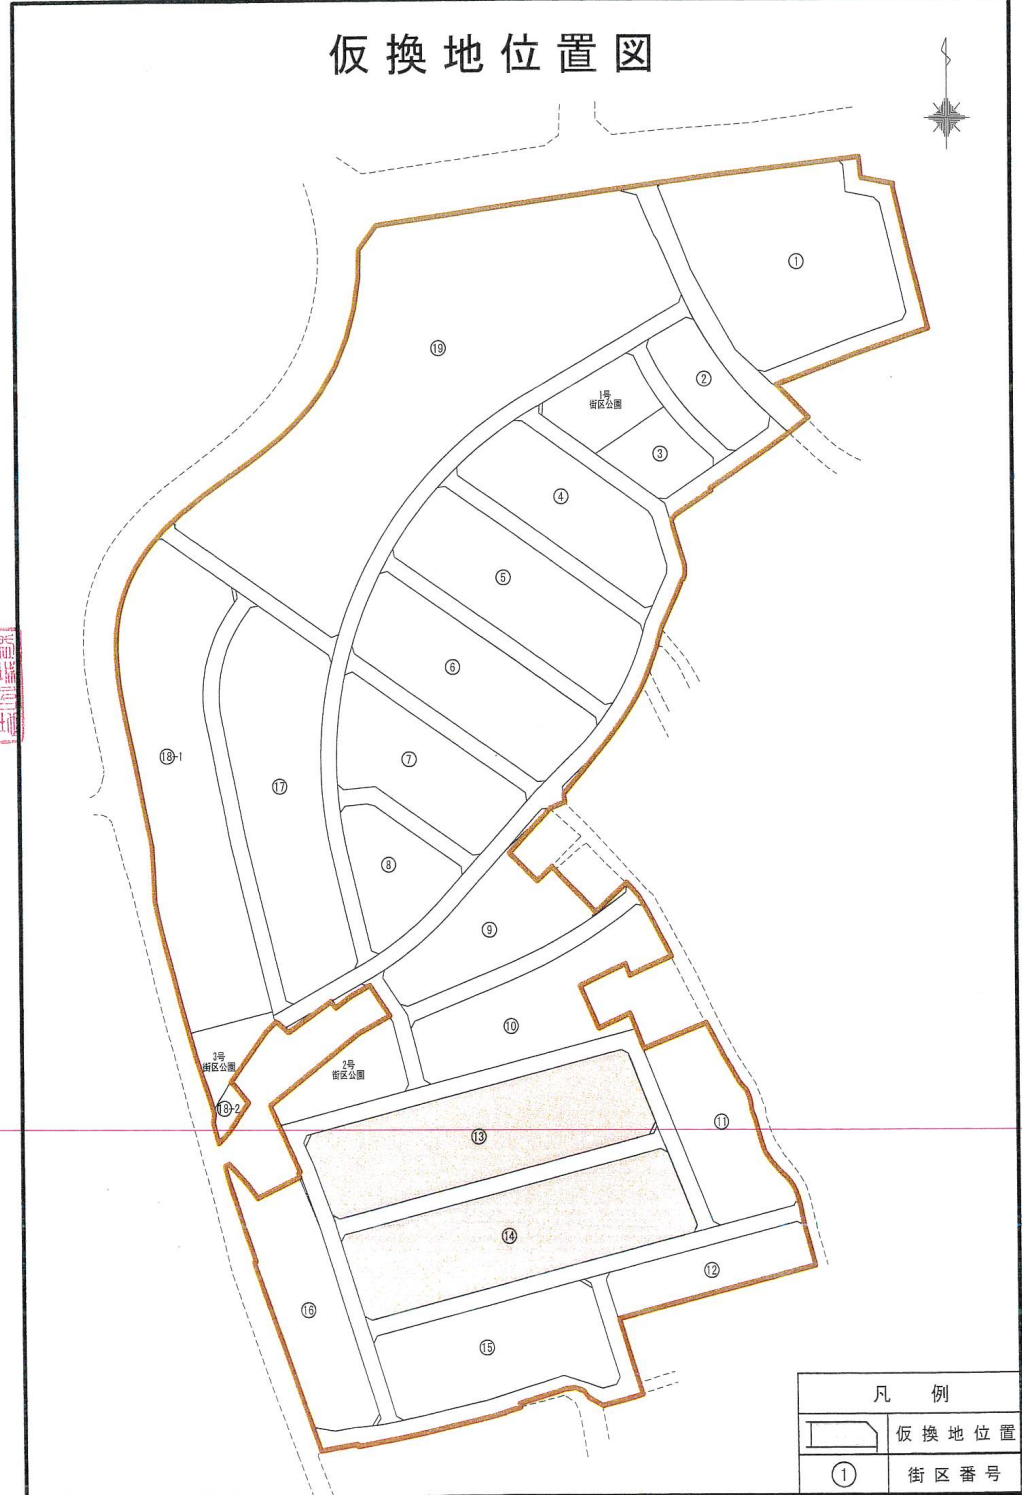 仮換地位置図
①
⑲
②
1号
街区公園
③
④
⑤
⑥
⑱-1
⑦
⑰
⑧
⑨
⑩
3号
街区公園
2号
街区公園
⑱-2
⑪
⑬
⑭
⑫
⑯
⑮
凡 例
仮換地位置
① 街区番号